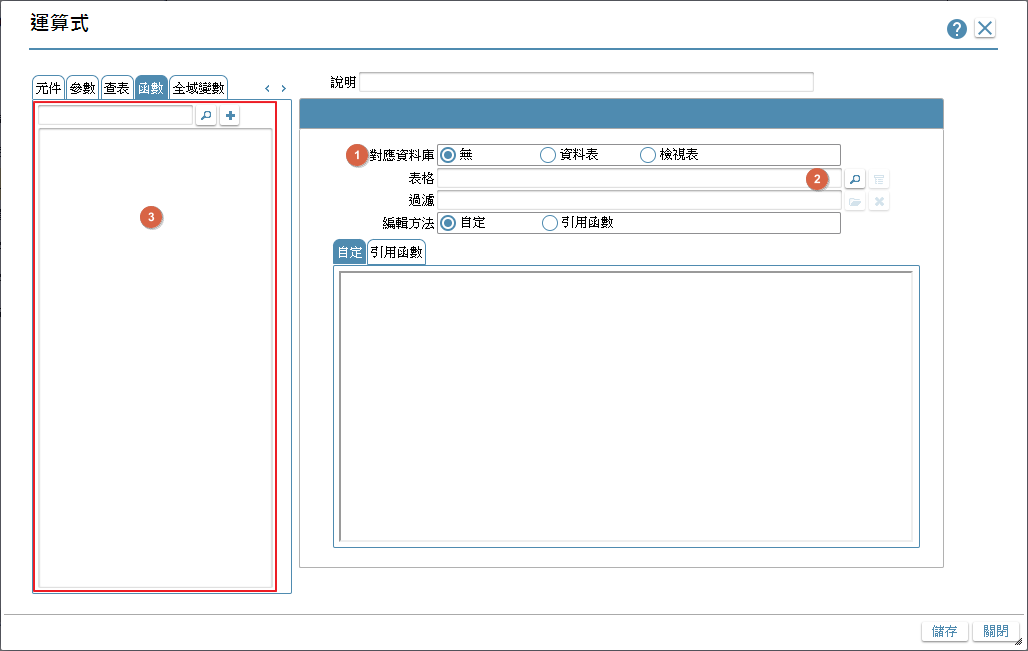 運算式
?
元件 參數 查表 函數 全域變數
說明
1 對應資料庫 無 資料表 檢視表
表格 2
過濾
編輯方法 自定 引用函數
自定 引用函數
3
儲存 關閉